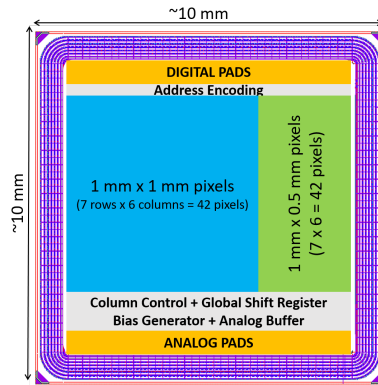 ~10 mm
~10 mm
DIGITAL PADS
Address Encoding
1 mm x 1 mm pixels
(7 rows x 6 columns = 42 pixels)
1 mm x 0.5 mm pixels
(7 x 6 = 42 pixels)
Column Control + Global Shift Register
Bias Generator + Analog Buffer
ANALOG PADS